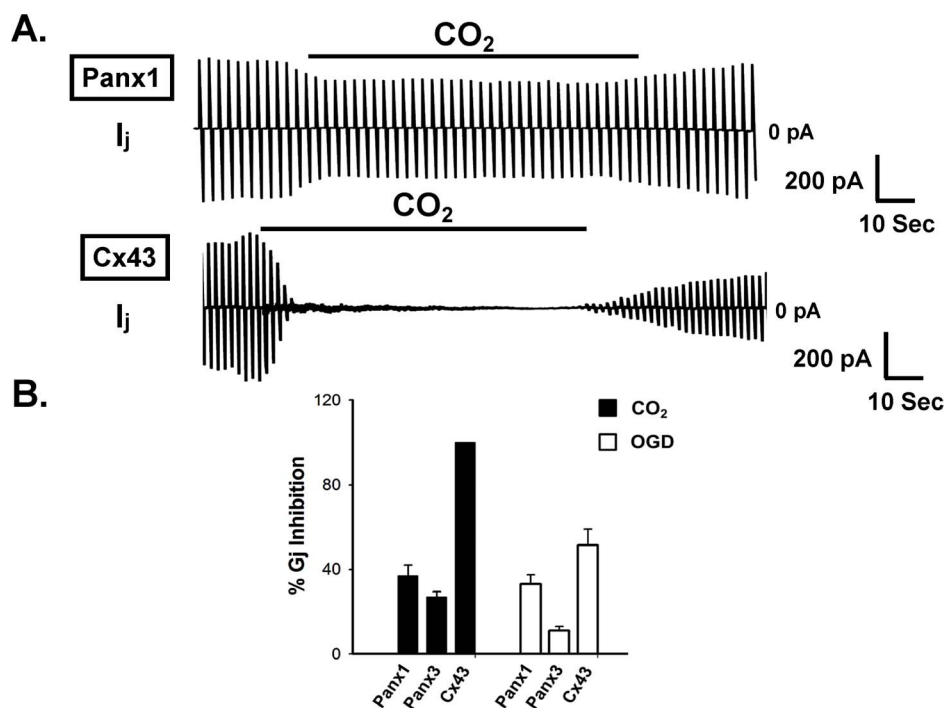 A.
CO₂
Panx1
Iⱼ
0 pA
200 pA
10 Sec
CO₂
Cx43
Iⱼ
0 pA
200 pA
10 Sec
B.
120
80
40
0
% Gj Inhibition
CO₂
OGD
Panx1
Panx3
Cx43
Panx1
Panx3
Cx43